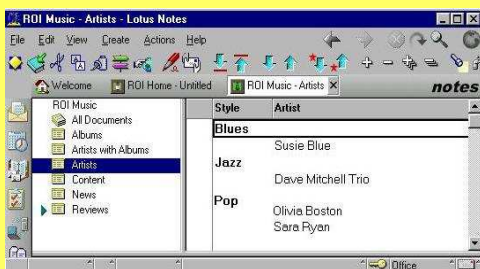 ROI Music - Artists - Lotus Notes
File Edit View Create Actions Help
Welcome ROI Home - Untitled ROI Music - Artists notes
ROI Music
All Documents
Albums
Artists with Albums
Artists
Content
News
Reviews
Style Artist
Blues
Susie Blue
Jazz
Dave Mitchell Trio
Pop
Olivia Boston
Sara Ryan
Office